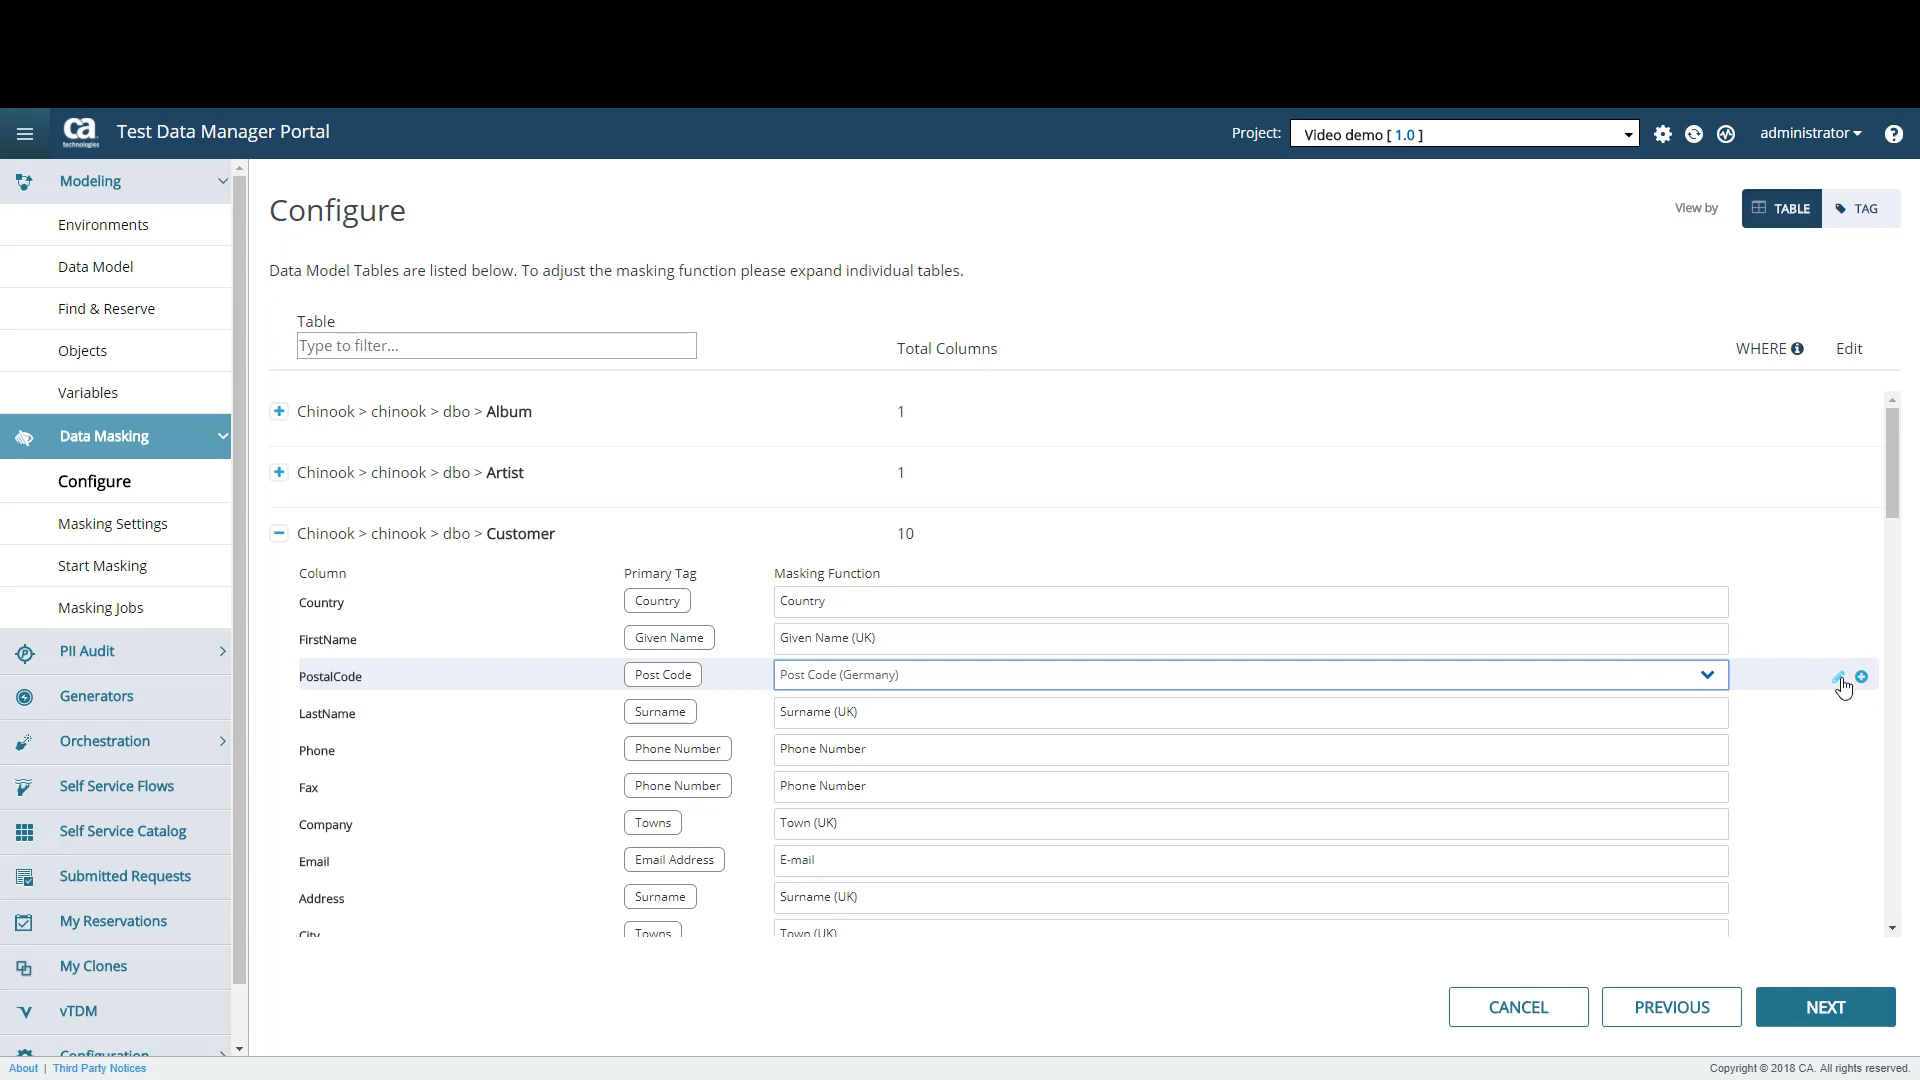 ca technologies Test Data Manager Portal Project: Video demo [ 1.0 ] administrator
Modeling
Environments
Data Model
Find & Reserve
Objects
Variables
Data Masking
Configure
Masking Settings
Start Masking
Masking Jobs
PII Audit
Generators
Orchestration
Self Service Flows
Self Service Catalog
Submitted Requests
My Reservations
My Clones
vTDM
Configuration
Configure
View by TABLE TAG
Data Model Tables are listed below. To adjust the masking function please expand individual tables.
Table
Type to filter...
Total Columns WHERE Edit
Chinook > chinook > dbo > Album 1
Chinook > chinook > dbo > Artist 1
Chinook > chinook > dbo > Customer 10
Column Primary Tag Masking Function
Country Country Country
FirstName Given Name Given Name (UK)
PostalCode Post Code Post Code (Germany)
LastName Surname Surname (UK)
Phone Phone Number Phone Number
Fax Phone Number Phone Number
Company Towns Town (UK)
Email Email Address E-mail
Address Surname Surname (UK)
City Towns Town (UK)
CANCEL PREVIOUS NEXT
About | Third Party Notices Copyright © 2018 CA. All rights reserved.